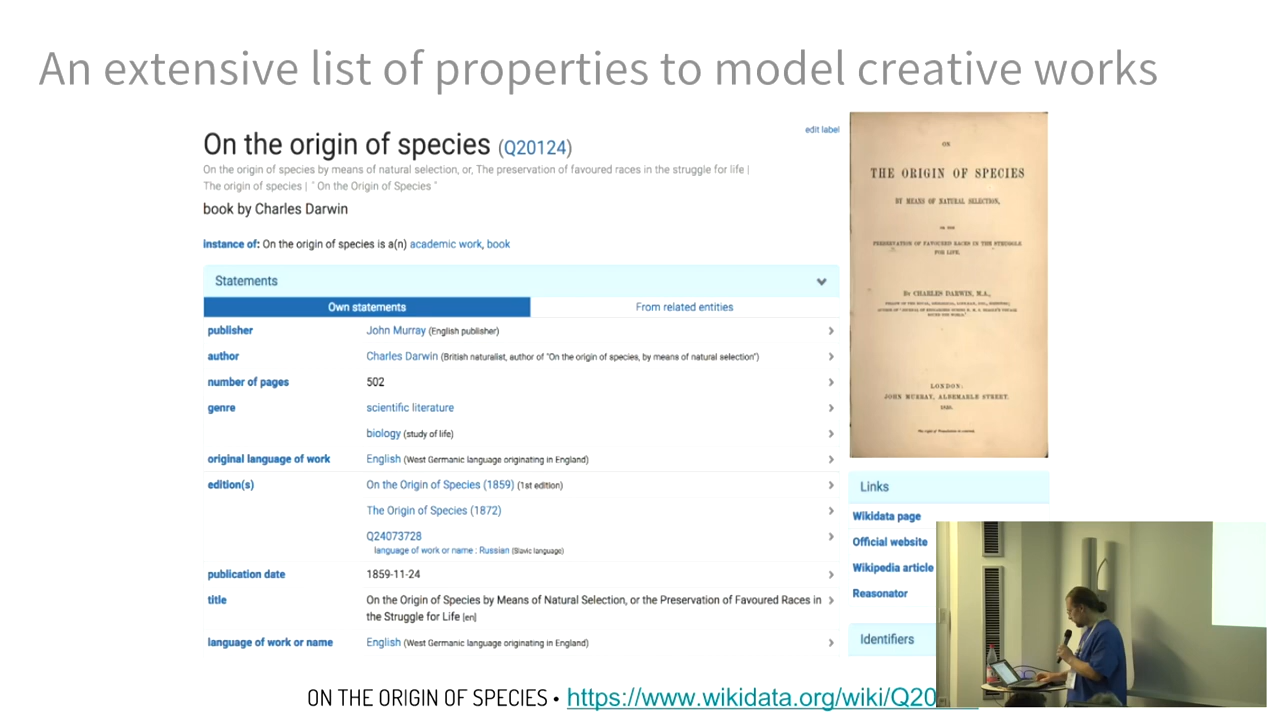 An extensive list of properties to model creative works
On the origin of species (Q20124)
edit label
On the origin of species by means of natural selection, or, The preservation of favoured races in the struggle for life |
The origin of species | " On the Origin of Species "
book by Charles Darwin
instance of: On the origin of species is a(n) academic work, book
Statements
Own statements
From related entities
publisher
John Murray (English publisher)
author
Charles Darwin (British naturalist, author of "On the origin of species, by means of natural selection")
number of pages
502
genre
scientific literature
biology (study of life)
original language of work
English (West Germanic language originating in England)
edition(s)
On the Origin of Species (1859) (1st edition)
The Origin of Species (1872)
Q24073728
language of work or name : Russian (Slavic language)
publication date
1859-11-24
title
On the Origin of Species by Means of Natural Selection, or the Preservation of Favoured Races in
the Struggle for Life [en]
language of work or name
English (West Germanic language originating in England)
ON
THE ORIGIN OF SPECIES
BY MEANS OF NATURAL SELECTION,
OR THE
PRESERVATION OF FAVOURED RACES IN THE STRUGGLE
FOR LIFE.
By CHARLES DARWIN, M.A.,
LONDON:
JOHN MURRAY, ALBEMARLE STREET.
Links
Wikidata page
Official website
Wikipedia article
Reasonator
Identifiers
ON THE ORIGIN OF SPECIES • https://www.wikidata.org/wiki/Q20